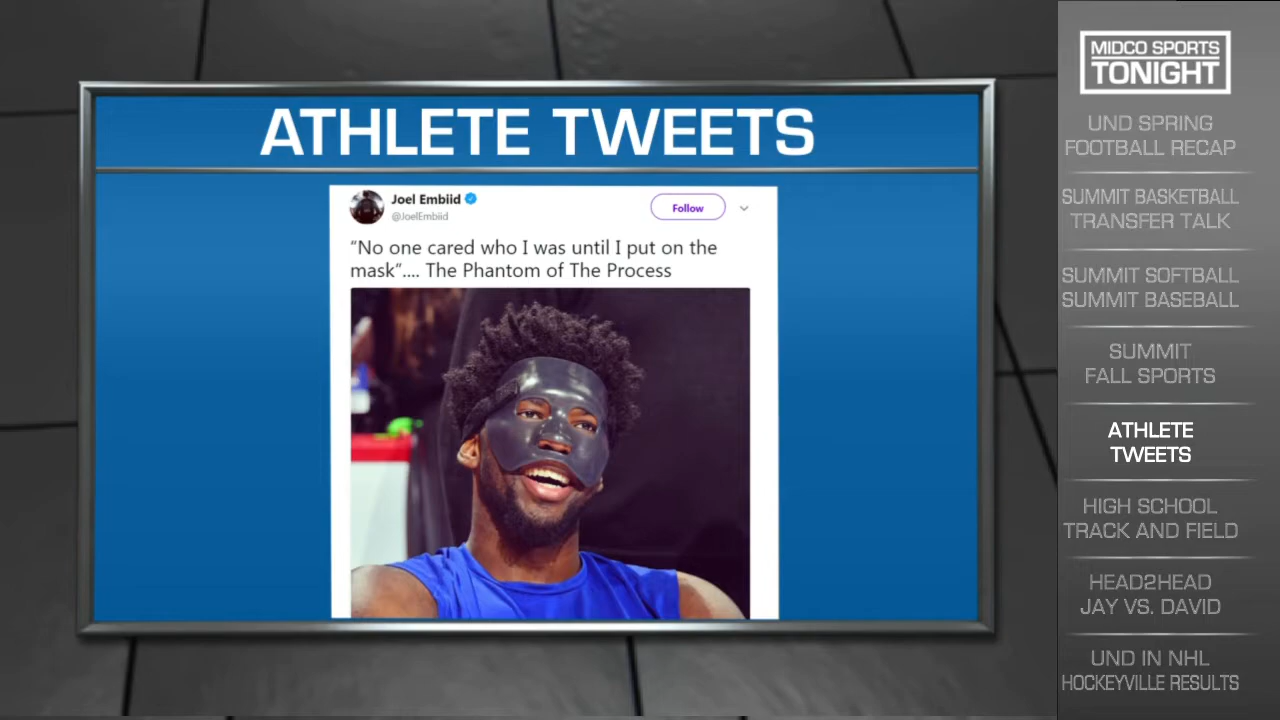 ATHLETE TWEETS
Joel Embiid
@JoelEmbiid
Follow
“No one cared who I was until I put on the
mask”.... The Phantom of The Process
MIDCO SPORTS
TONIGHT
UND SPRING
FOOTBALL RECAP
SUMMIT BASKETBALL
TRANSFER TALK
SUMMIT SOFTBALL
SUMMIT BASEBALL
SUMMIT
FALL SPORTS
ATHLETE
TWEETS
HIGH SCHOOL
TRACK AND FIELD
HEAD2HEAD
JAY VS. DAVID
UND IN NHL
HOCKEYVILLE RESULTS